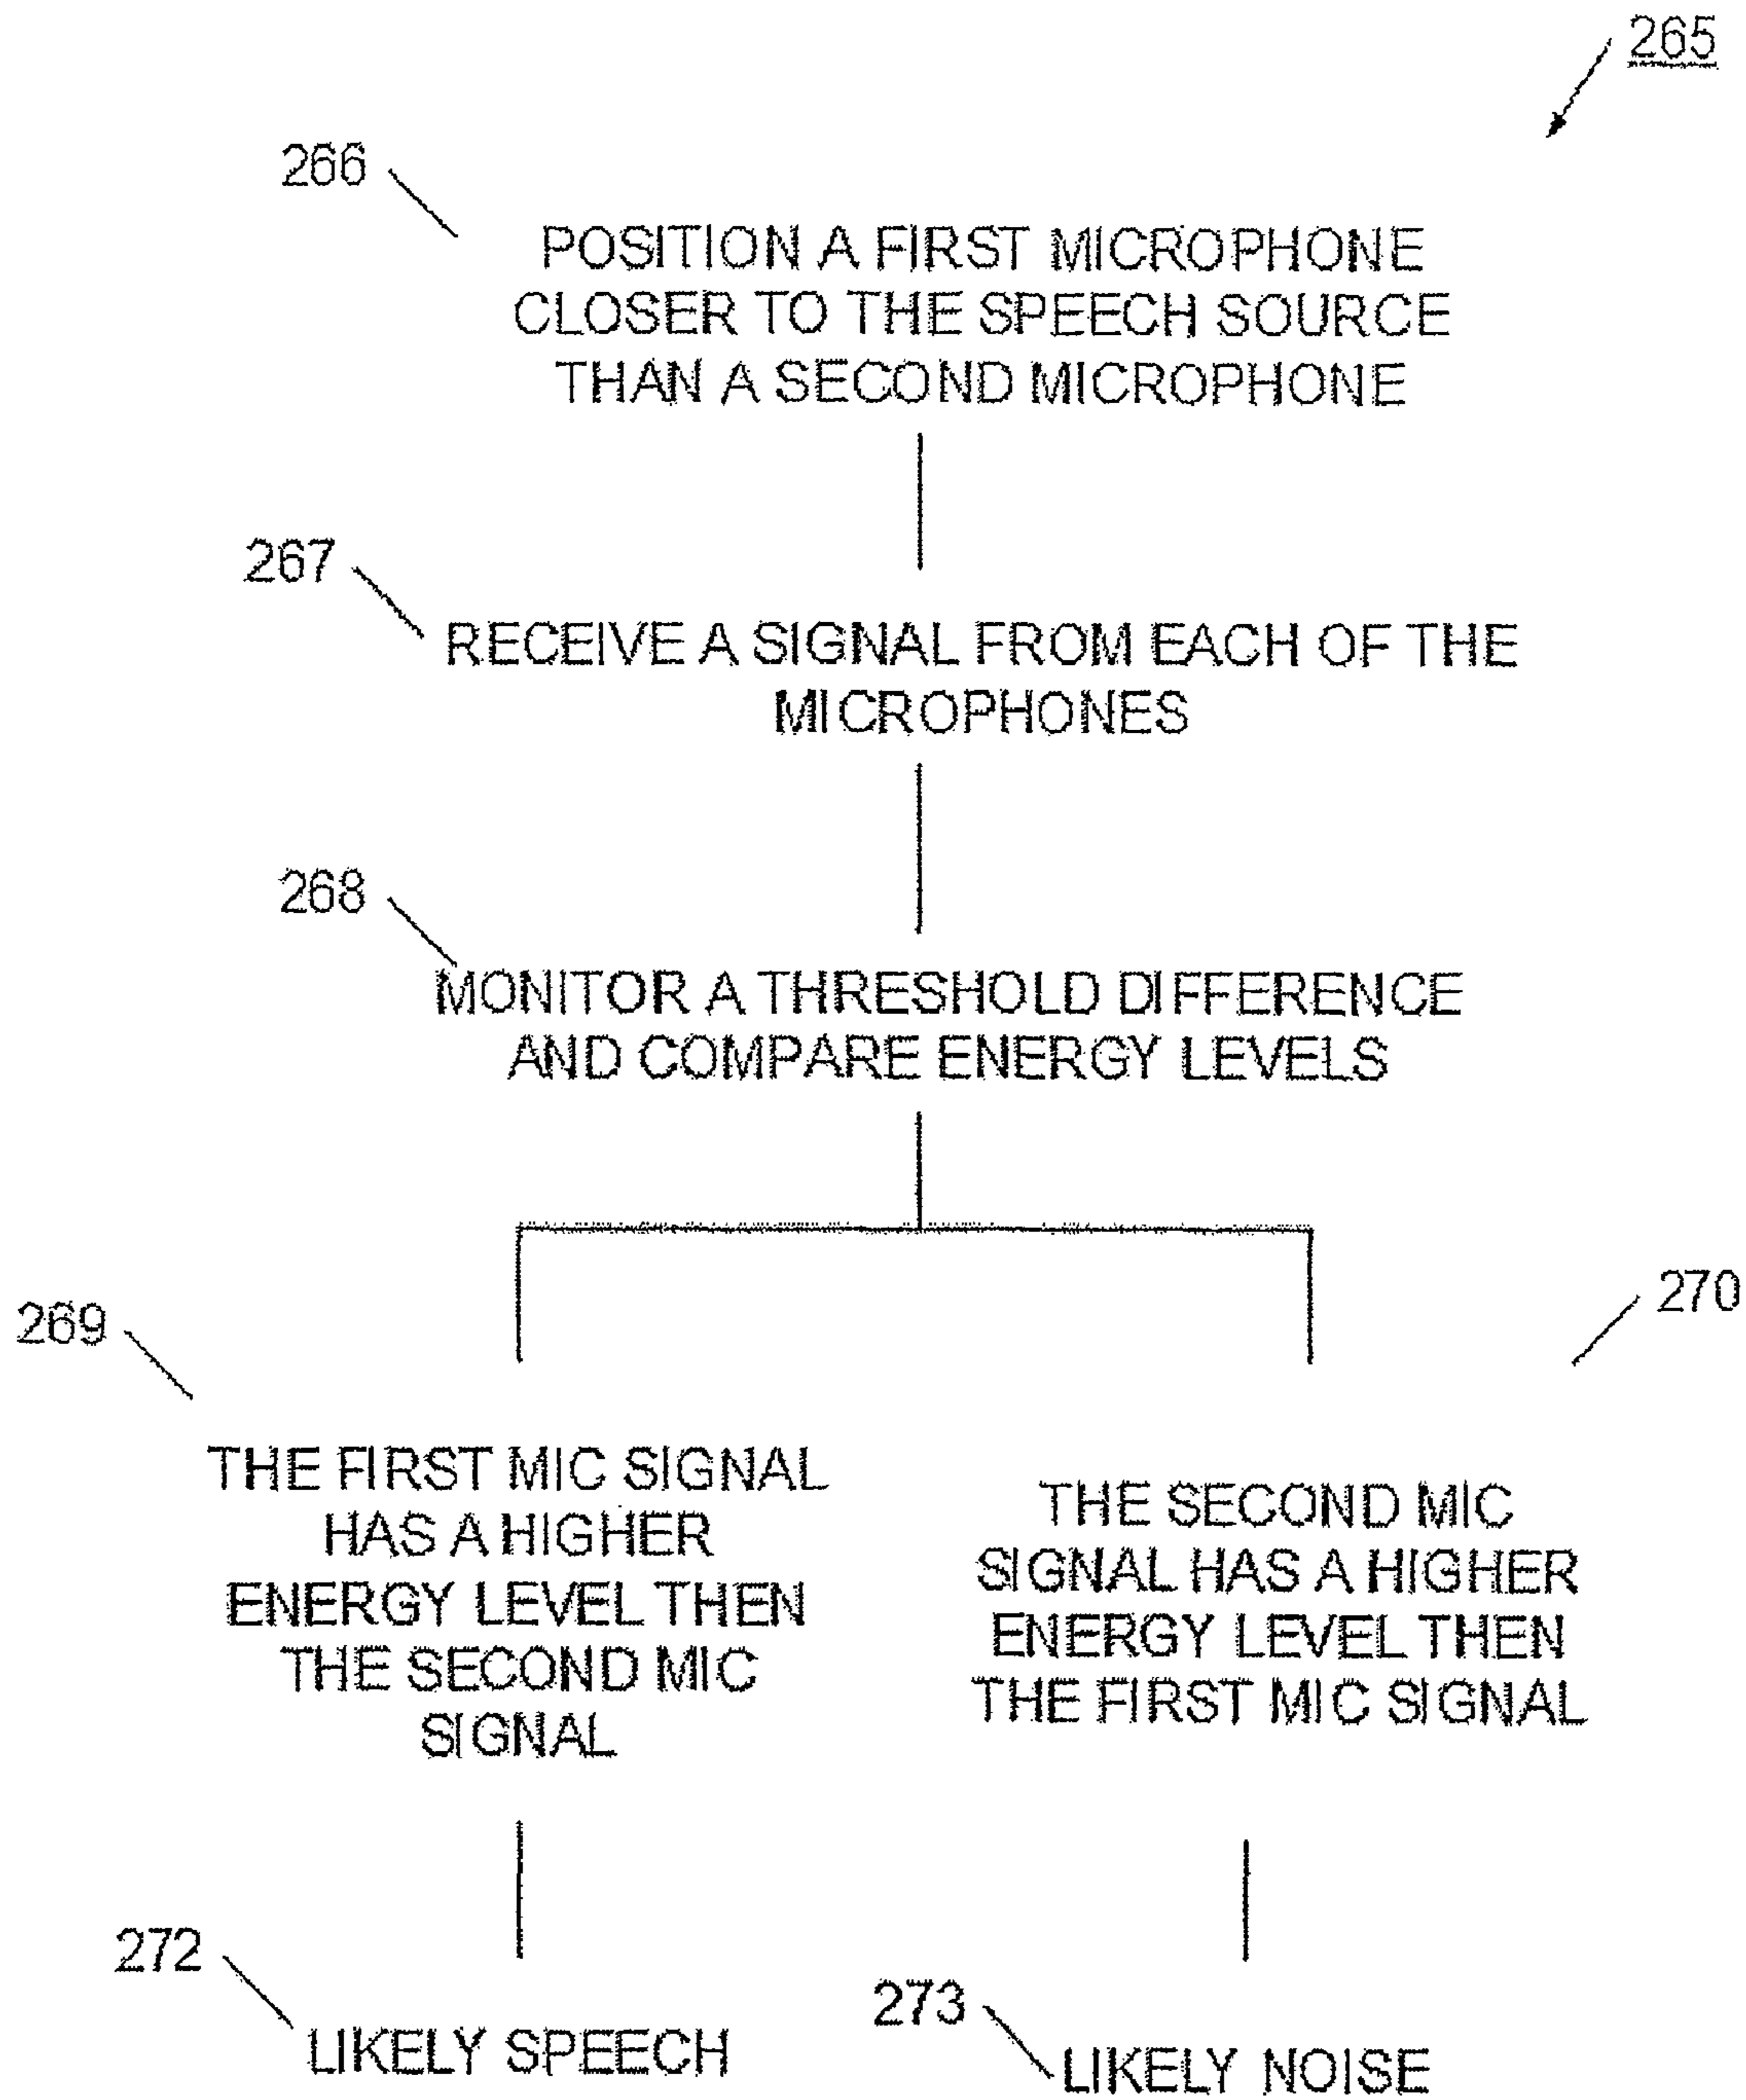 265
266
POSITION A FIRST MICROPHONE
CLOSER TO THE SPEECH SOURCE
THAN A SECOND MICROPHONE
267
RECEIVE A SIGNAL FROM EACH OF THE
MICROPHONES
268
MONITOR A THRESHOLD DIFFERENCE
AND COMPARE ENERGY LEVELS
269
THE FIRST MIC SIGNAL
HAS A HIGHER
ENERGY LEVEL THEN
THE SECOND MIC
SIGNAL
270
THE SECOND MIC
SIGNAL HAS A HIGHER
ENERGY LEVEL THEN
THE FIRST MIC SIGNAL
272
LIKELY SPEECH
273
LIKELY NOISE